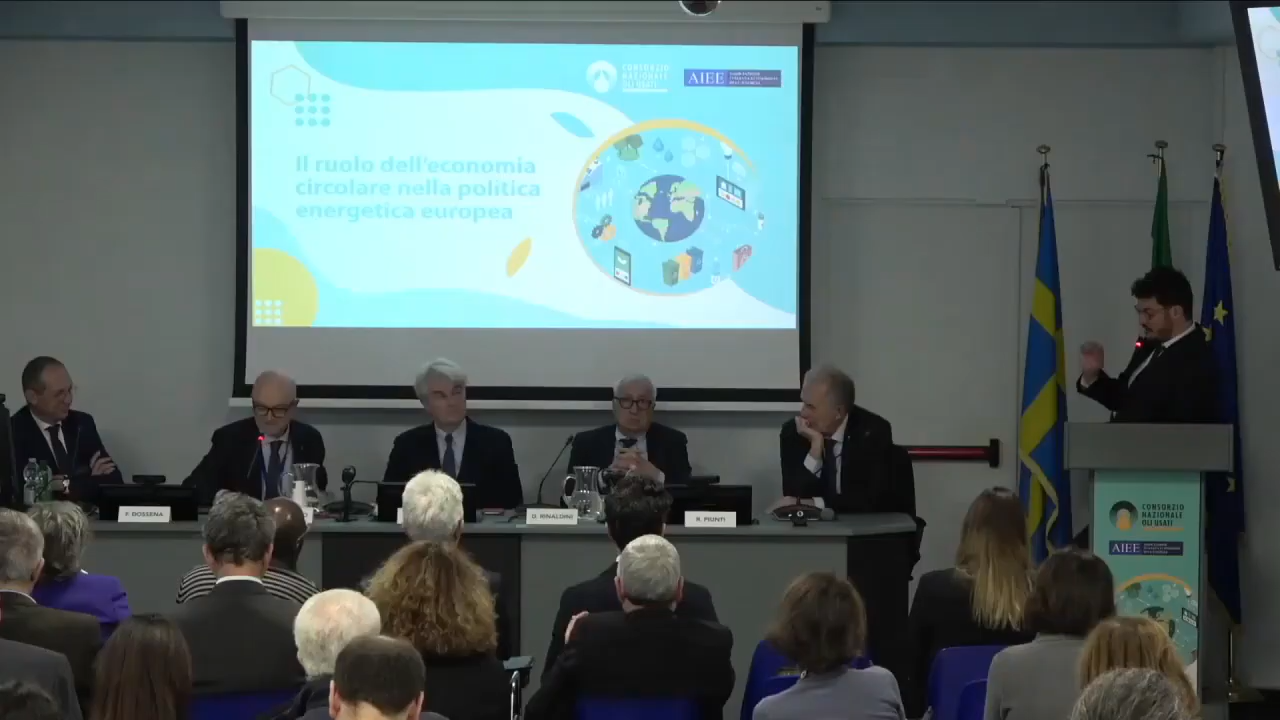 CONSORZIO
NAZIONALE
OLI USATI
AIEE
Il ruolo dell'economia
circolare nella politica
energetica europea
F. DOSSENA
D. RINALDINI
R. PIUNTI
CONSORZIO
NAZIONALE
OLI USATI
AIEE